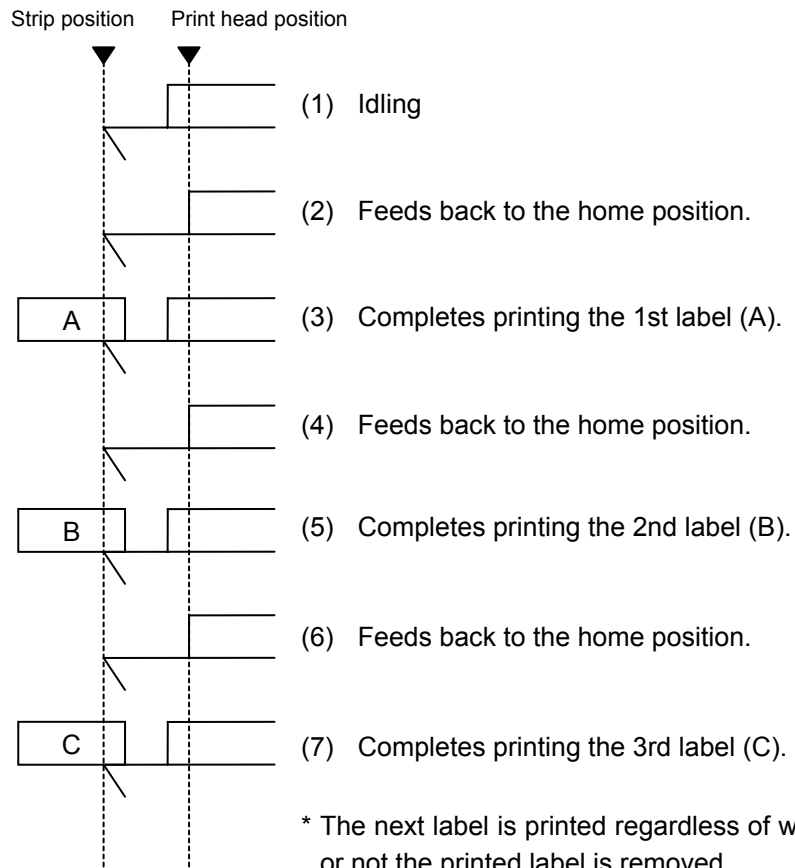 Strip position Print head position
(1) Idling
(2) Feeds back to the home position.
A (3) Completes printing the 1st label (A).
(4) Feeds back to the home position.
B (5) Completes printing the 2nd label (B).
(6) Feeds back to the home position.
C (7) Completes printing the 3rd label (C).
* The next label is printed regardless of
or not the printed label is removed